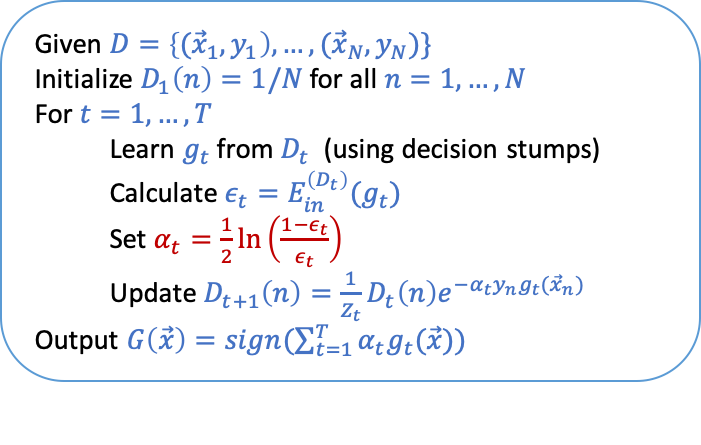 Given D = {(x⃗₁, y₁), …, (x⃗_N, y_N)}
Initialize D₁(n) = 1/N for all n = 1, …, N
For t = 1, …, T
Learn g_t from D_t (using decision stumps)
Calculate ϵ_t = E_in^(D_t)(g_t)
Set α_t = 1/2 ln((1−ϵ_t)/ϵ_t)
Update D_{t+1}(n) = 1/Z_t D_t(n)e^{−α_t y_n g_t(x⃗_n)}
Output G(x⃗) = sign(∑_{t=1}^T α_t g_t(x⃗))